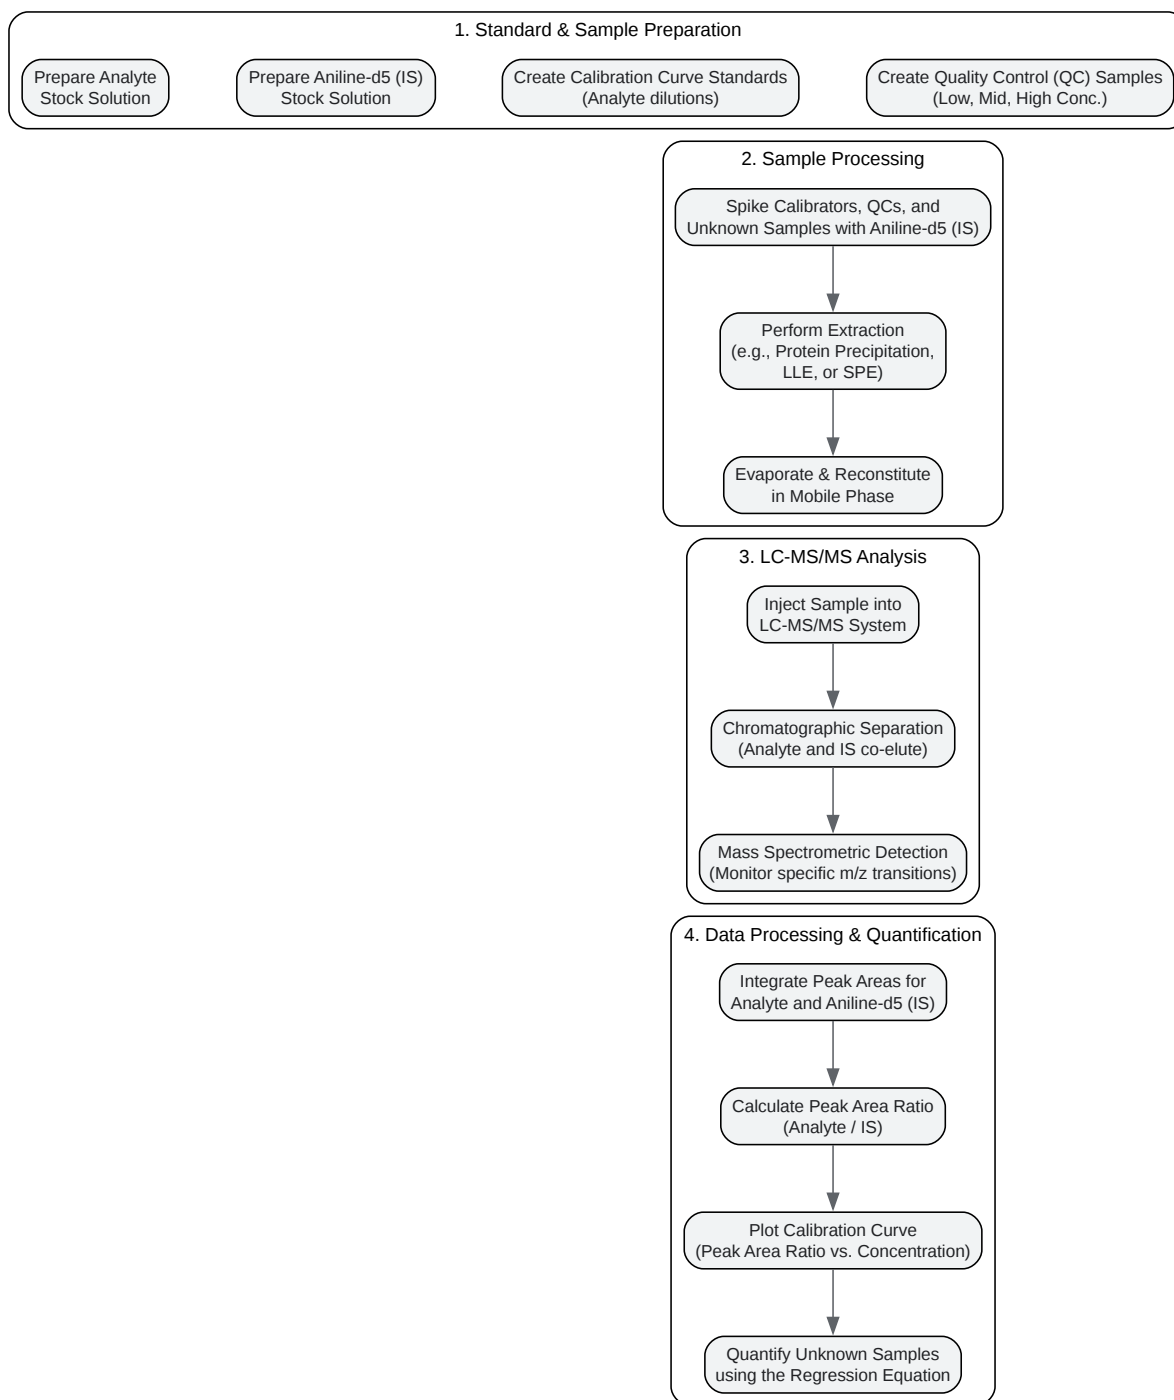 1. Standard & Sample Preparation
Prepare Analyte
Stock Solution
Prepare Aniline-d5 (IS)
Stock Solution
Create Calibration Curve Standards
(Analyte dilutions)
Create Quality Control (QC) Samples
(Low, Mid, High Conc.)
2. Sample Processing
Spike Calibrators, QCs, and
Unknown Samples with Aniline-d5 (IS)
Perform Extraction
(e.g., Protein Precipitation,
LLE, or SPE)
Evaporate & Reconstitute
in Mobile Phase
3. LC-MS/MS Analysis
Inject Sample into
LC-MS/MS System
Chromatographic Separation
(Analyte and IS co-elute)
Mass Spectrometric Detection
(Monitor specific m/z transitions)
4. Data Processing & Quantification
Integrate Peak Areas for
Analyte and Aniline-d5 (IS)
Calculate Peak Area Ratio
(Analyte / IS)
Plot Calibration Curve
(Peak Area Ratio vs. Concentration)
Quantify Unknown Samples
using the Regression Equation